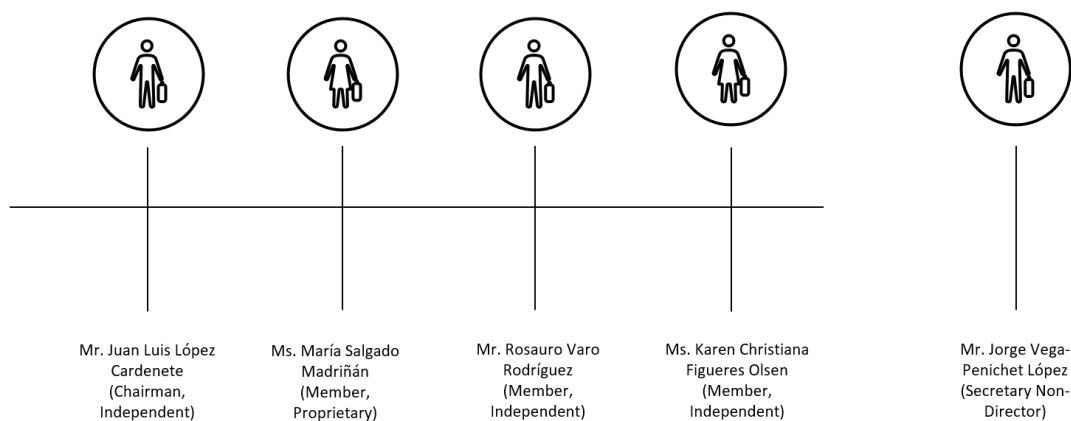 Mr. Juan Luis López
Cardenete
(Chairman,
Independent)
Ms. María Salgado
Madriñán
(Member,
Proprietary)
Mr. Rosauro Varo
Rodríguez
(Member,
Independent)
Ms. Karen Christiana
Figueres Olsen
(Member,
Independent)
Mr. Jorge Vega-
Penichet López
(Secretary Non-
Director)